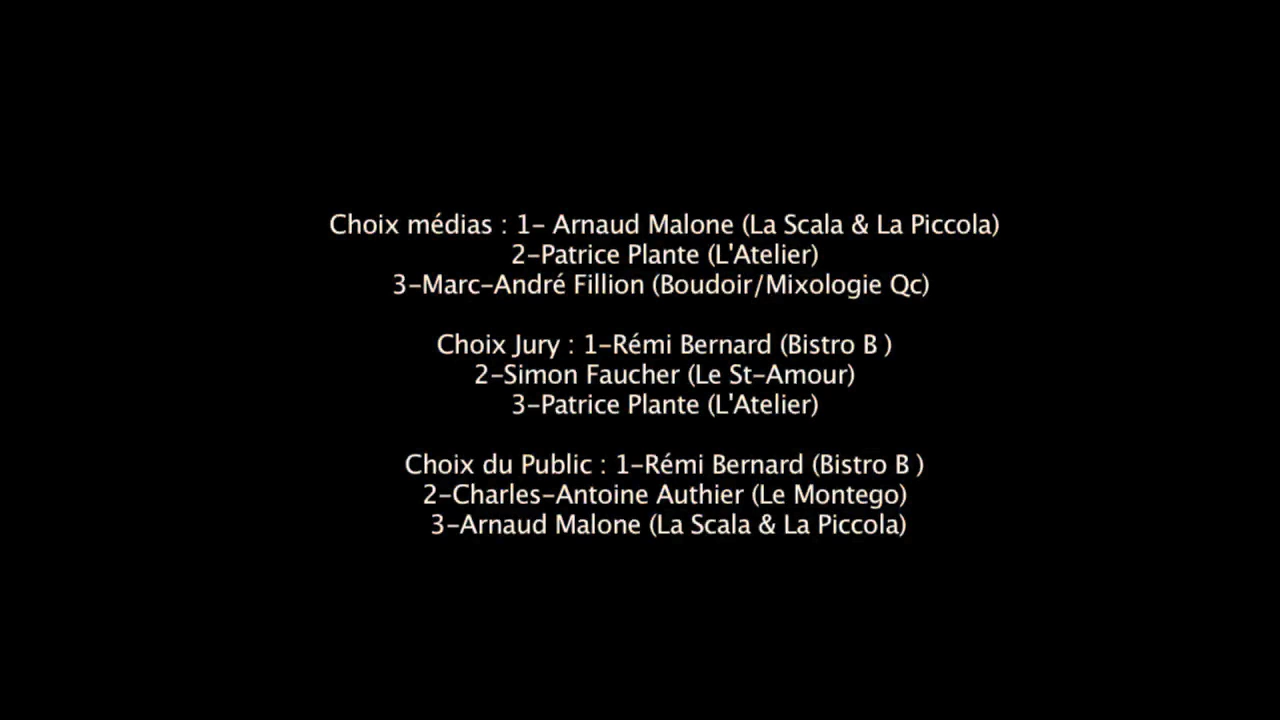 Choix médias : 1- Arnaud Malone (La Scala & La Piccola)
2-Patrice Plante (L'Atelier)
3-Marc-André Fillion (Boudoir/Mixologie Qc)
Choix Jury : 1-Rémi Bernard (Bistro B )
2-Simon Faucher (Le St-Amour)
3-Patrice Plante (L'Atelier)
Choix du Public : 1-Rémi Bernard (Bistro B )
2-Charles-Antoine Authier (Le Montego)
3-Arnaud Malone (La Scala & La Piccola)